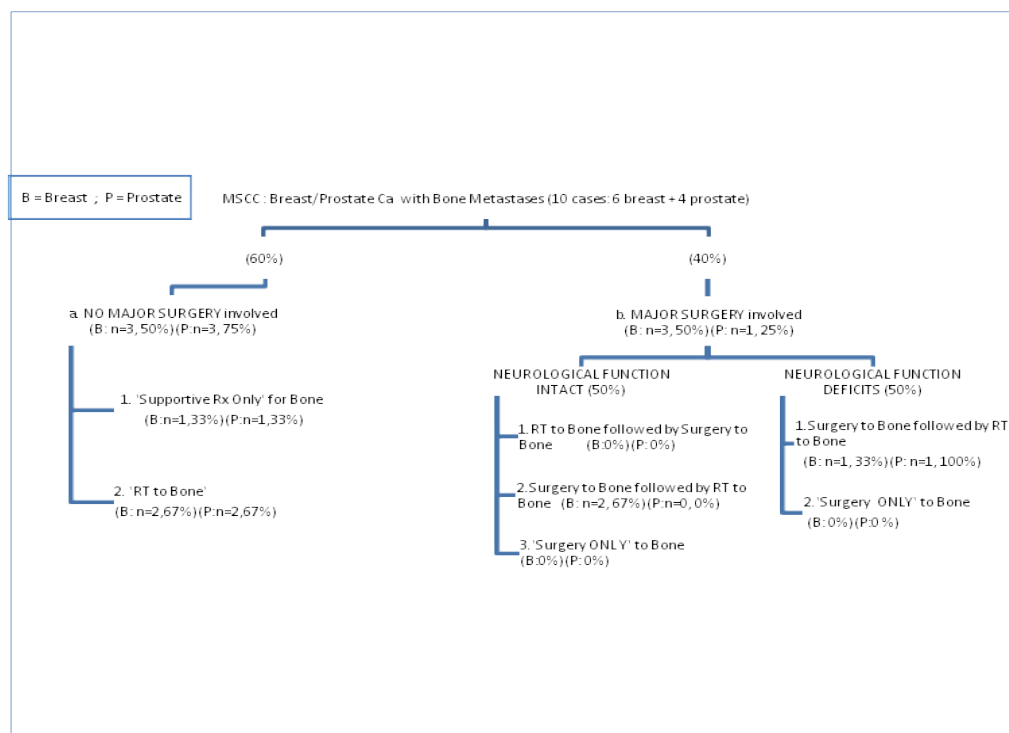 B = Breast ; P = Prostate
MSCC : Breast/Prostate Ca with Bone Metastases (10 cases: 6 breast + 4 prostate)
(60%)
(40%)
a. NO MAJOR SURGERY involved
(B: n=3, 50%)(P:n=3, 75%)
1. 'Supportive Rx Only' for Bone
(B:n=1,33%)(P:n=1,33%)
2. 'RT to Bone'
(B: n=2,67%)(P:n=2,67%)
b. MAJOR SURGERY involved
(B: n=3, 50%)(P: n=1, 25%)
NEUROLOGICAL FUNCTION
INTACT (50%)
1.RT to Bone followed by Surgery to
Bone (B:0%)(P:0%)
2.Surgery to Bone followed by RT to
Bone (B: n=2, 67%)(P:n=0, 0%)
3.'Surgery ONLY' to Bone
(B:0%)(P:0%)
NEUROLOGICAL FUNCTION
DEFICITS (50%)
1.Surgery to Bone followed by RT
to Bone
(B: n=1, 33%)(P: n=1, 100%)
2.'Surgery ONLY' to Bone
(B:0%)(P:0 %)